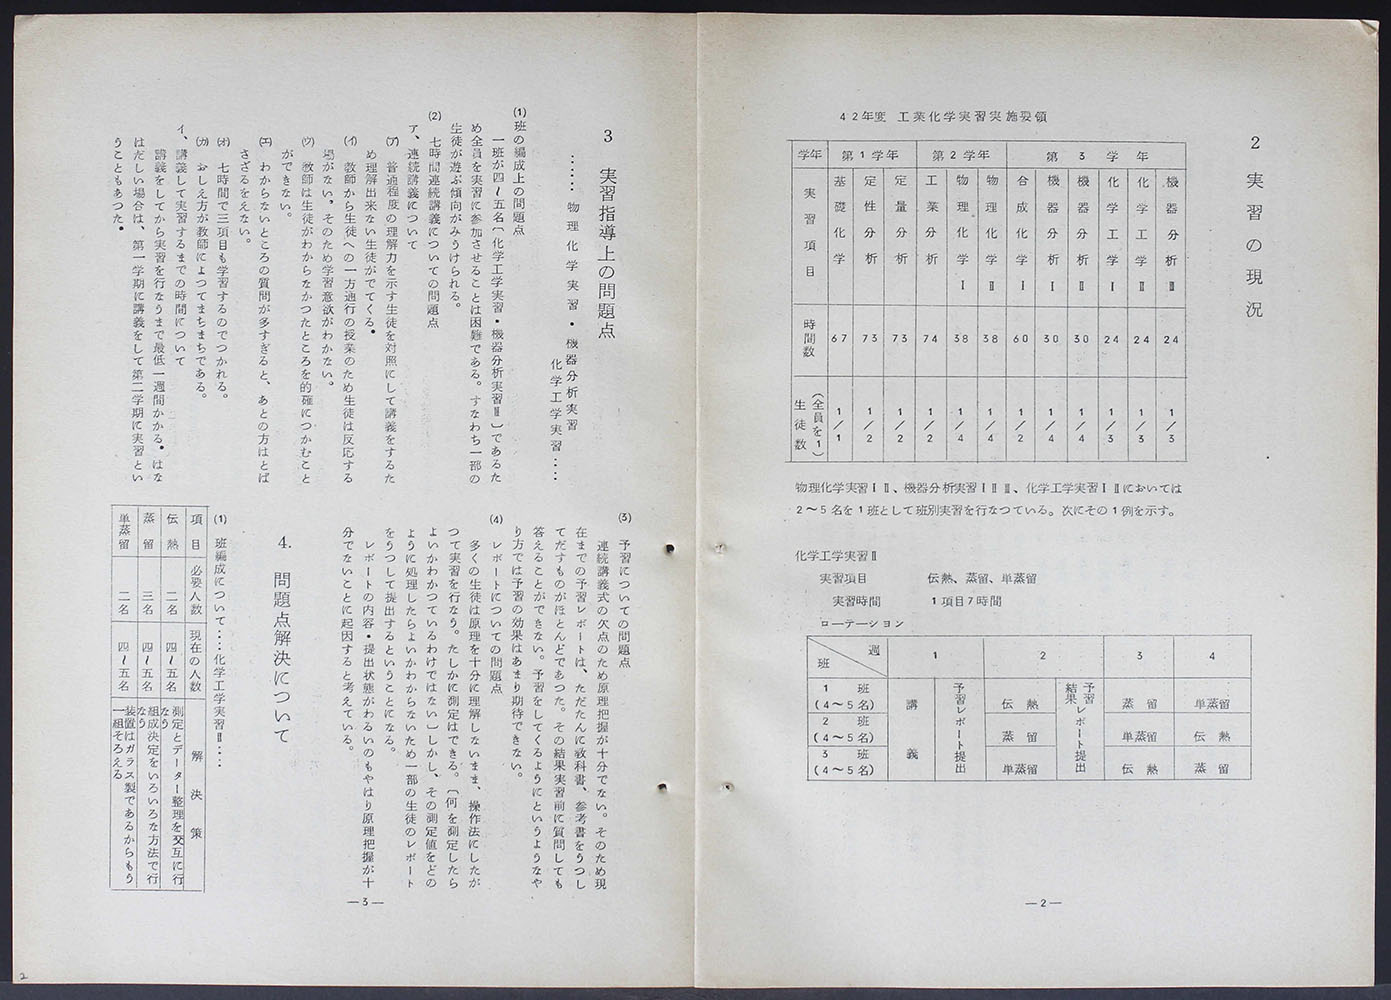 2 実習の現況
42年度 工業化学実習実施要領
学年 第1学年 第2学年 第3学年
実習項目 基礎化学 定性分析 定量分析 工業分析 物理化学Ⅰ 物理化学Ⅱ 合成化学Ⅰ 機器分析Ⅰ 機器分析Ⅱ 化学工学Ⅰ 化学工学Ⅱ 機器分析Ⅲ
時間数 67 73 73 74 38 38 60 30 30 24 24 24
生徒数(全員を1) 1/1 1/2 1/2 1/2 1/4 1/4 1/2 1/4 1/4 1/3 1/3 1/3
物理化学実習ⅠⅡ、機器分析実習ⅠⅡⅢ、化学工学実習ⅠⅡにおいては
2〜5名を1班として班別実習を行なつている。次にその1例を示す。
化学工学実習Ⅱ
実習項目 伝熱、蒸留、単蒸留
実習時間 1項目7時間
ローテーション
班 週 1 2 3 4
1班(4〜5名) 講義 予習レポート提出 伝熱 予習結果レポート提出 蒸留 単蒸留
2班(4〜5名) 蒸留 単蒸留 伝熱
3班(4〜5名) 単蒸留 伝熱 蒸留
—2—
3 実習指導上の問題点
……物理化学実習・機器分析実習
化学工学実習……
(1) 班の編成上の問題点
一班が四〜五名〔化学工学実習・機器分析実習Ⅱ〕であるた
め全員を実習に参加させることは困難である。すなわち一部の
生徒が遊ぶ傾向がみうけられる。
(2) 七時間連続講義についての問題点
ア、連続講義について
(ア) 普通程度の理解力を示す生徒を対照にして講義をするた
め理解出来ない生徒がでてくる。
(イ) 教師から生徒への一方通行の授業のため生徒は反応する
場がない、そのため学習意欲がわかない。
(ウ) 教師は生徒がわからなかつたところを的確につかむこと
ができない。
(エ) わからないところの質問が多すぎると、あとの方はとば
さざるをえない。
(オ) 七時間で三項目も学習するのでつかれる。
(カ) おしえ方が教師によつてまちまちである。
イ、講義して実習するまでの時間について
講義をしてから実習を行なうまで最低一週間かかる。はな
はだしい場合は、第一学期に講義をして第二学期に実習とい
うこともあつた。
(3) 予習についての問題点
連続講義式の欠点のため原理把握が十分でない。そのため現
在までの予習レポートは、ただたんに教科書、参考書をうつし
てだすものがほとんどであつた。その結果実習前に質問しても
答えることができない。予習をしてくるようにというようなや
り方では予習の効果はあまり期待できない。
(4) レポートについての問題点
多くの生徒は原理を十分に理解しないまま、操作法にしたが
つて実習を行なう。たしかに測定はできる。〔何を測定したら
よいかわかつているわけではない〕しかし、その測定値をどの
ように処理したらよいかわからないため一部の生徒のレポート
をうつして提出するということになる。
レポートの内容・提出状態がわるいのもやはり原理把握が十
分でないことに起因すると考えている。
4. 問題点解決について
(1) 班編成について‥‥化学工学実習Ⅱ‥‥
項目 必要人数 現在の人数 解決策
伝熱 二名 四〜五名 測定とデーター整理を交互に行なう
蒸留 三名 四〜五名 組成決定をいろいろな方法で行なう
単蒸留 二名 四〜五名 装置はガラス製であるからもう一組そろえる
—3—
2